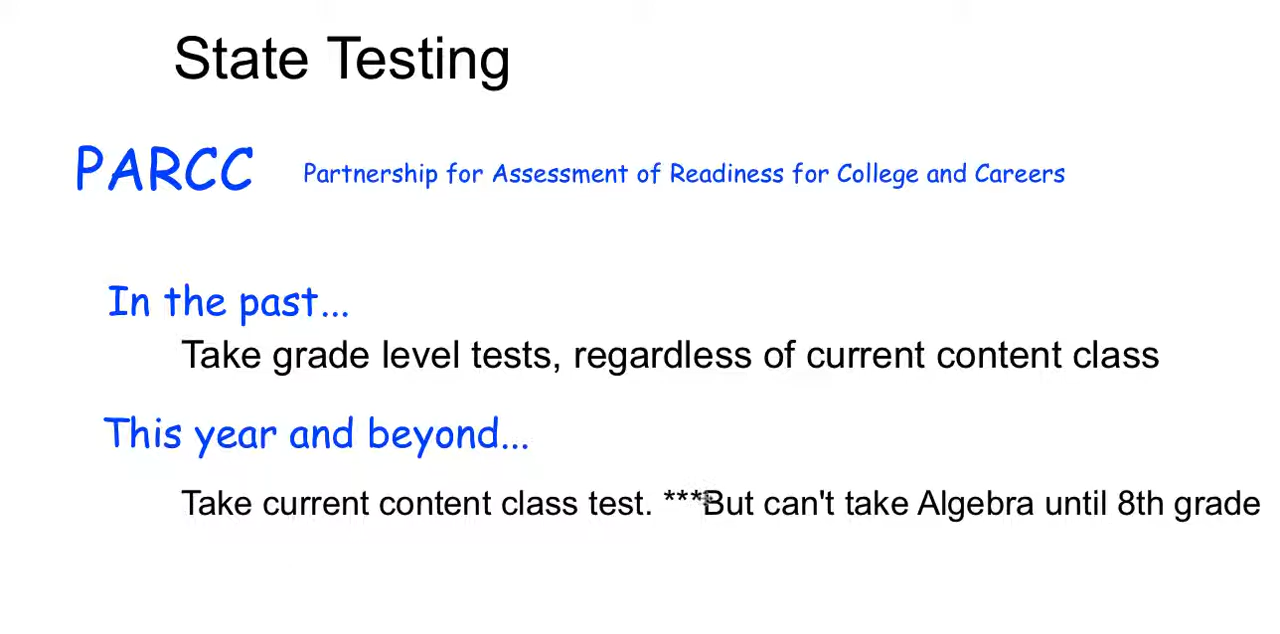 State Testing
PARCC Partnership for Assessment of Readiness for College and Careers
In the past...
Take grade level tests, regardless of current content class
This year and beyond...
Take current content class test. ***But can't take Algebra until 8th grade